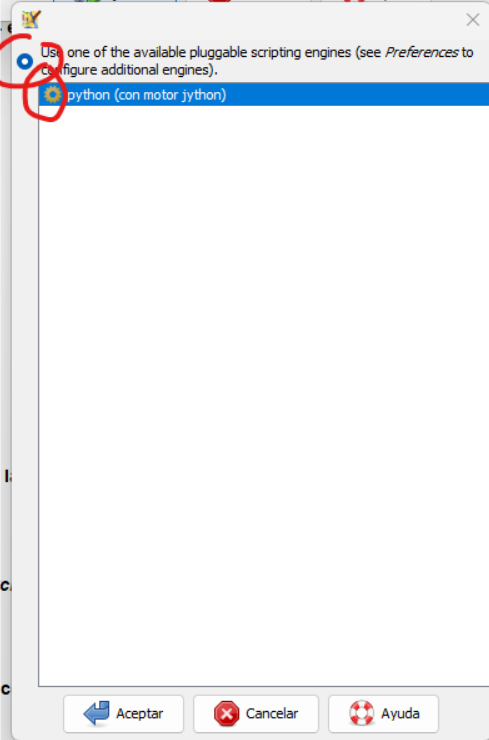 Use one of the available pluggable scripting engines (see Preferences to
configure additional engines).
python (con motor jython)
Aceptar
Cancelar
Ayuda